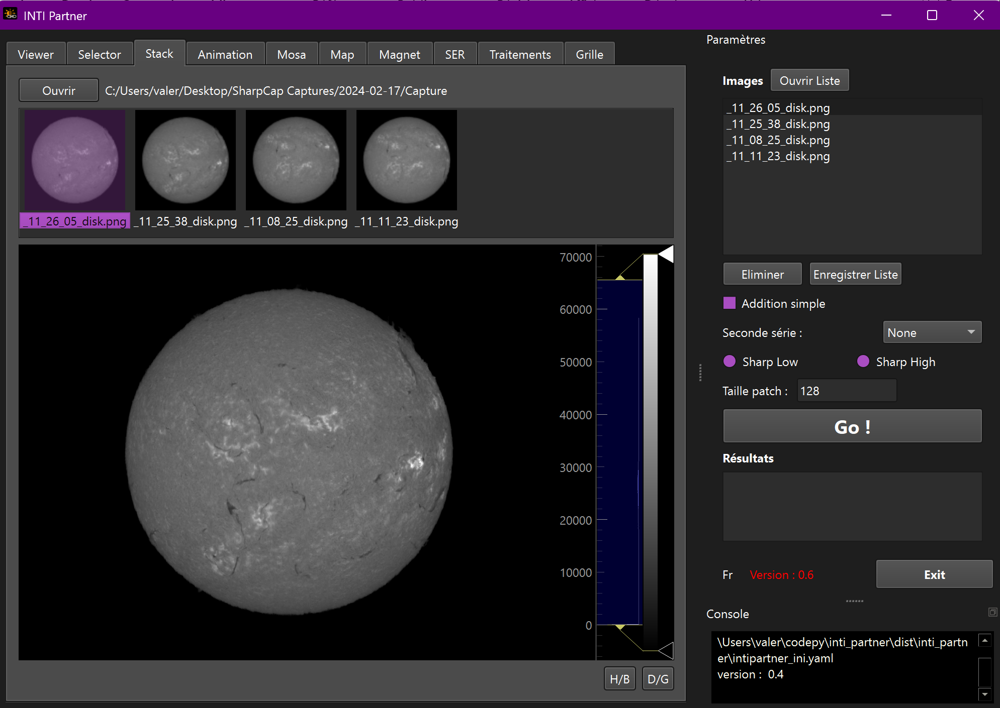 INTI Partner
Viewer
Selector
Stack
Animation
Mosa
Map
Magnet
SER
Traitements
Grille
Ouvrir
C:/Users/valer/Desktop/SharpCap Captures/2024-02-17/Capture
_11_26_05_disk.png
_11_25_38_disk.png
_11_08_25_disk.png
_11_11_23_disk.png
70000
60000
50000
40000
30000
20000
10000
0
H/B
D/G
Paramètres
Images
Ouvrir Liste
_11_26_05_disk.png
_11_25_38_disk.png
_11_08_25_disk.png
_11_11_23_disk.png
Eliminer
Enregistrer Liste
Addition simple
Seconde série :
None
Sharp Low
Sharp High
Taille patch :
128
Go !
Résultats
Fr
Version : 0.6
Exit
Console
\Users\valer\codepy\inti_partner\dist\inti_partn
er\intipartner_ini.yaml
version : 0.4